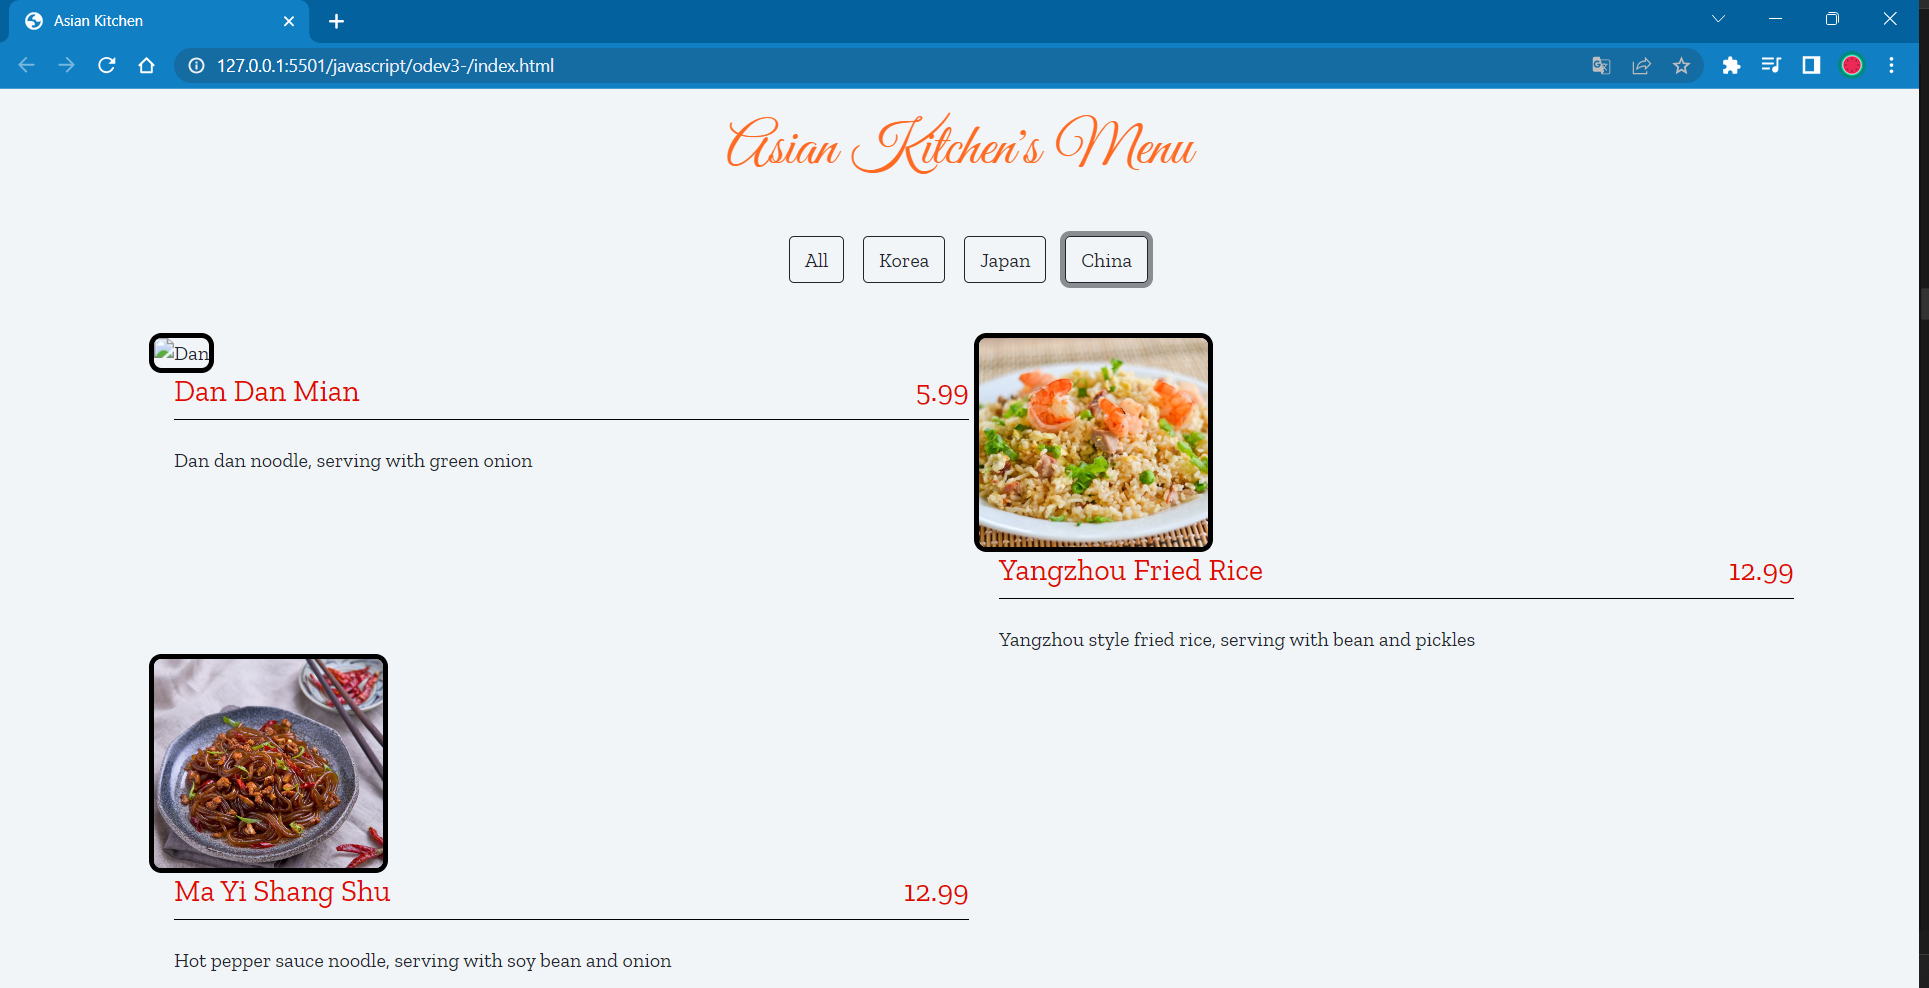 Asian Kitchen
127.0.0.1:5501/javascript/odev3-/index.html
Asian Kitchen's Menu
All Korea Japan China
Dan
Dan Dan Mian 5.99
Dan dan noodle, serving with green onion
Yangzhou Fried Rice 12.99
Yangzhou style fried rice, serving with bean and pickles
Ma Yi Shang Shu 12.99
Hot pepper sauce noodle, serving with soy bean and onion